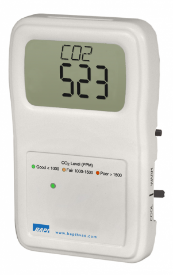 CO2
523
CO₂ Level (PPM)
Good < 1000 Fair 1000-1500 Poor > 1500
BAPI
www.bapihvac.com